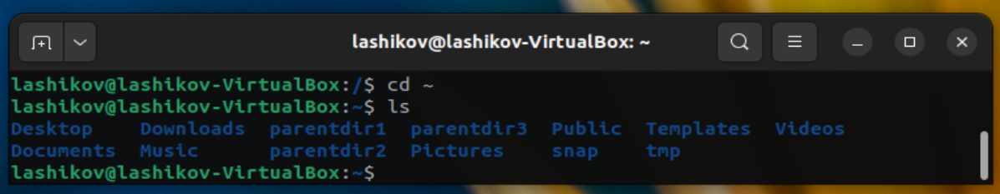 lashikov@lashikov-VirtualBox: ~
lashikov@lashikov-VirtualBox:/$ cd ~
lashikov@lashikov-VirtualBox:~$ ls
Desktop    Downloads  parentdir1  parentdir3  Public  Templates  Videos
Documents  Music      parentdir2  Pictures    snap    tmp
lashikov@lashikov-VirtualBox:~$